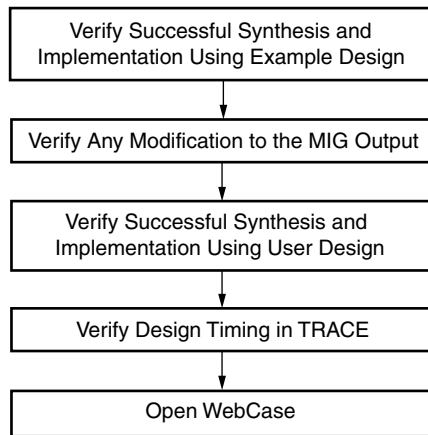 Verify Successful Synthesis and
Implementation Using Example Design
Verify Any Modification to the MIG Output
Verify Successful Synthesis and
Implementation Using User Design
Verify Design Timing in TRACE
Open WebCase